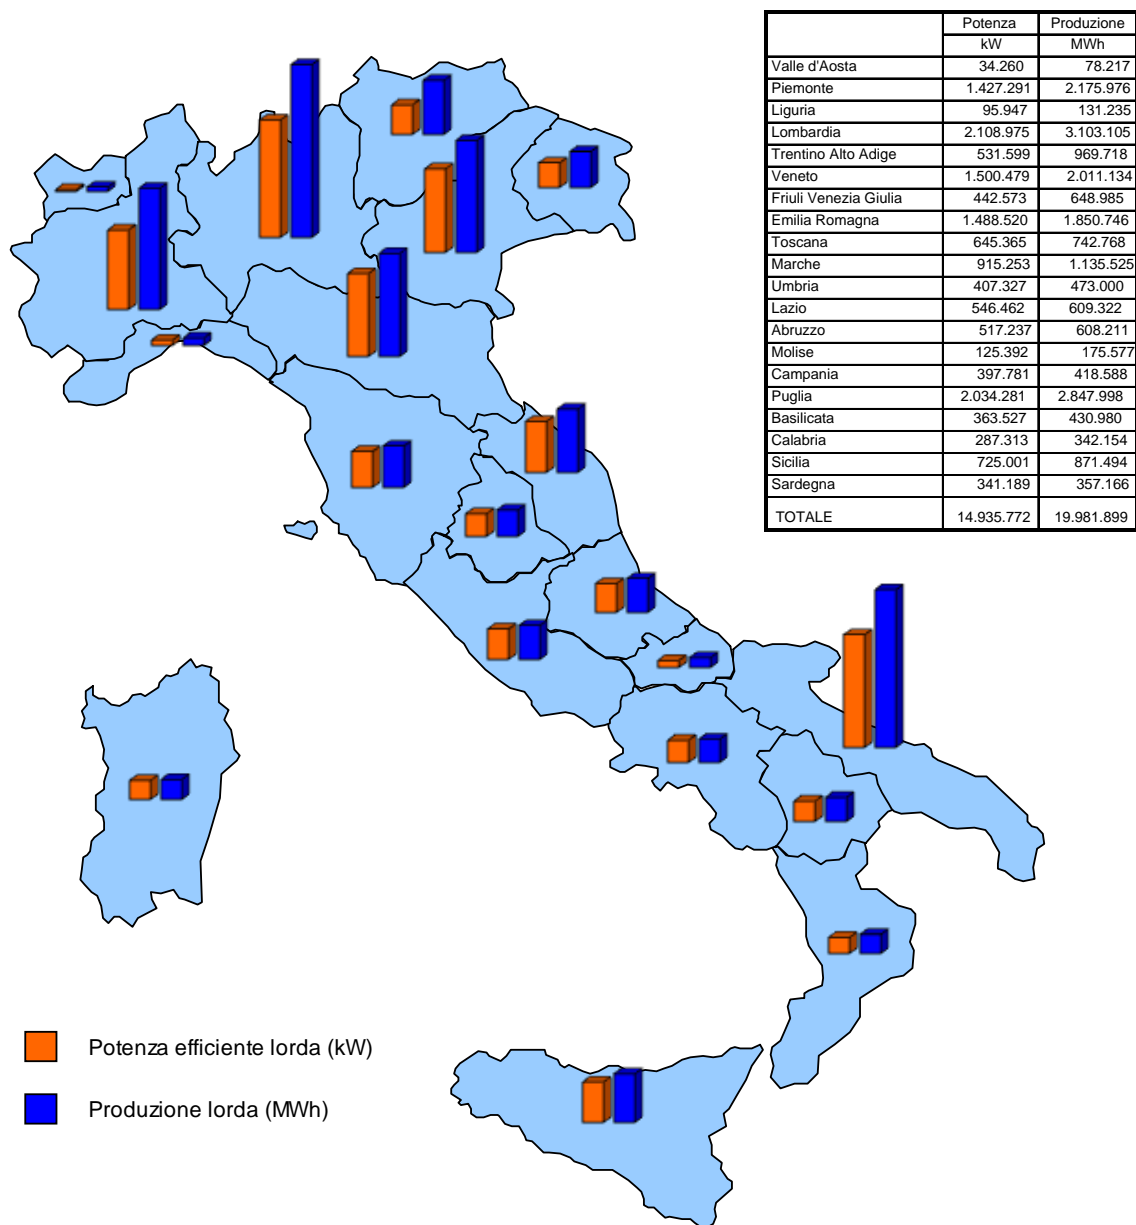 Potenza Produzione
kW MWh
Valle d'Aosta 34.260 78.217
Piemonte 1.427.291 2.175.976
Liguria 95.947 131.235
Lombardia 2.108.975 3.103.105
Trentino Alto Adige 531.599 969.718
Veneto 1.500.479 2.011.134
Friuli Venezia Giulia 442.573 648.985
Emilia Romagna 1.488.520 1.850.746
Toscana 645.365 742.768
Marche 915.253 1.135.525
Umbria 407.327 473.000
Lazio 546.462 609.322
Abruzzo 517.237 608.211
Molise 125.392 175.577
Campania 397.781 418.588
Puglia 2.034.281 2.847.998
Basilicata 363.527 430.980
Calabria 287.313 342.154
Sicilia 725.001 871.494
Sardegna 341.189 357.166
TOTALE 14.935.772 19.981.899
Potenza efficiente lorda (kW)
Produzione lorda (MWh)